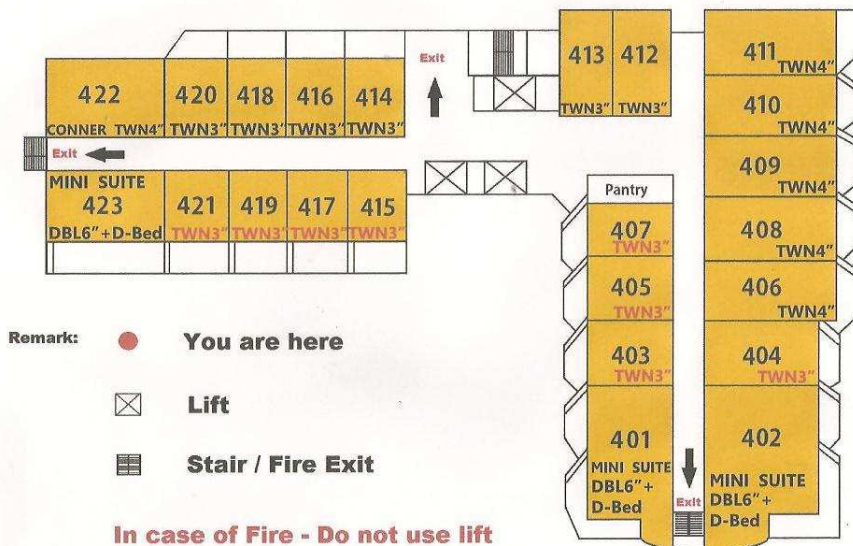 422
CONNER TWN4"
420
TWN3"
418
TWN3"
416
TWN3"
414
TWN3"
Exit
413
TWN3"
412
TWN3"
411
TWN4"
410
TWN4"
409
TWN4"
408
TWN4"
406
TWN4"
404
TWN3"
402
MINI SUITE
DBL6"+
D-Bed
Exit
MINI SUITE
423
DBL6"+D-Bed
421
TWN3"
419
TWN3"
417
TWN3"
415
TWN3"
Pantry
407
TWN3"
405
TWN3"
403
TWN3"
401
MINI SUITE
DBL6"+
D-Bed
Exit
Remark:
You are here
Lift
Stair / Fire Exit
In case of Fire - Do not use lift